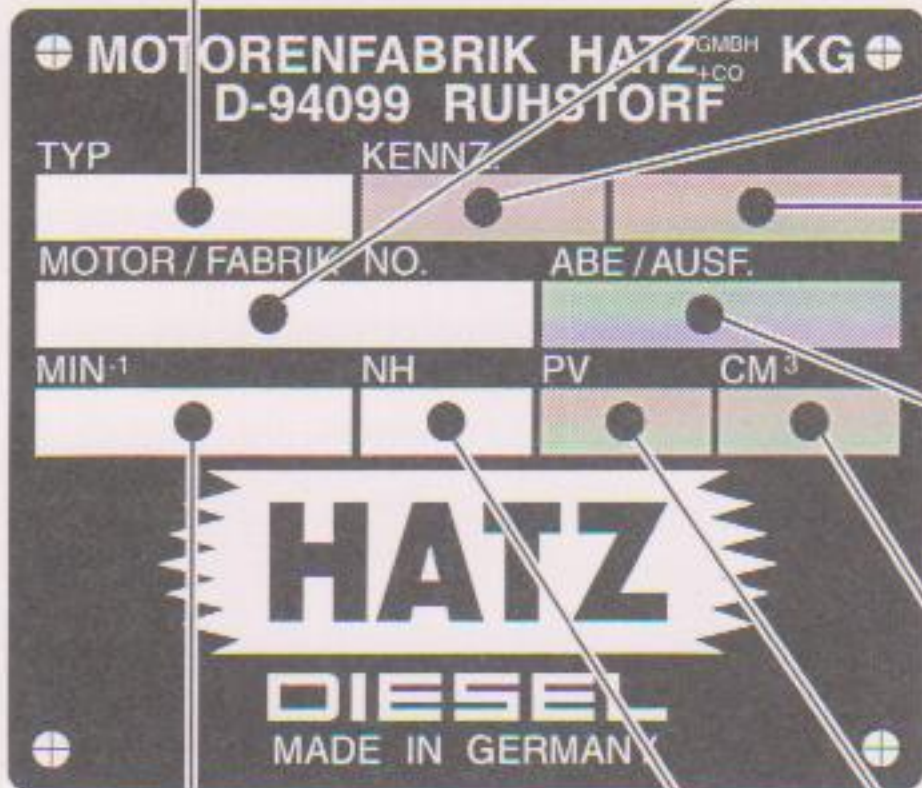 MOTORENFABRIK HATZ GMBH +CO KG
D-94099 RUHSTORF
TYP KENNZ.
MOTOR / FABRIK NO. ABE / AUSF.
MIN-1 NH PV CM3
HATZ
DIESEL
MADE IN GERMANY